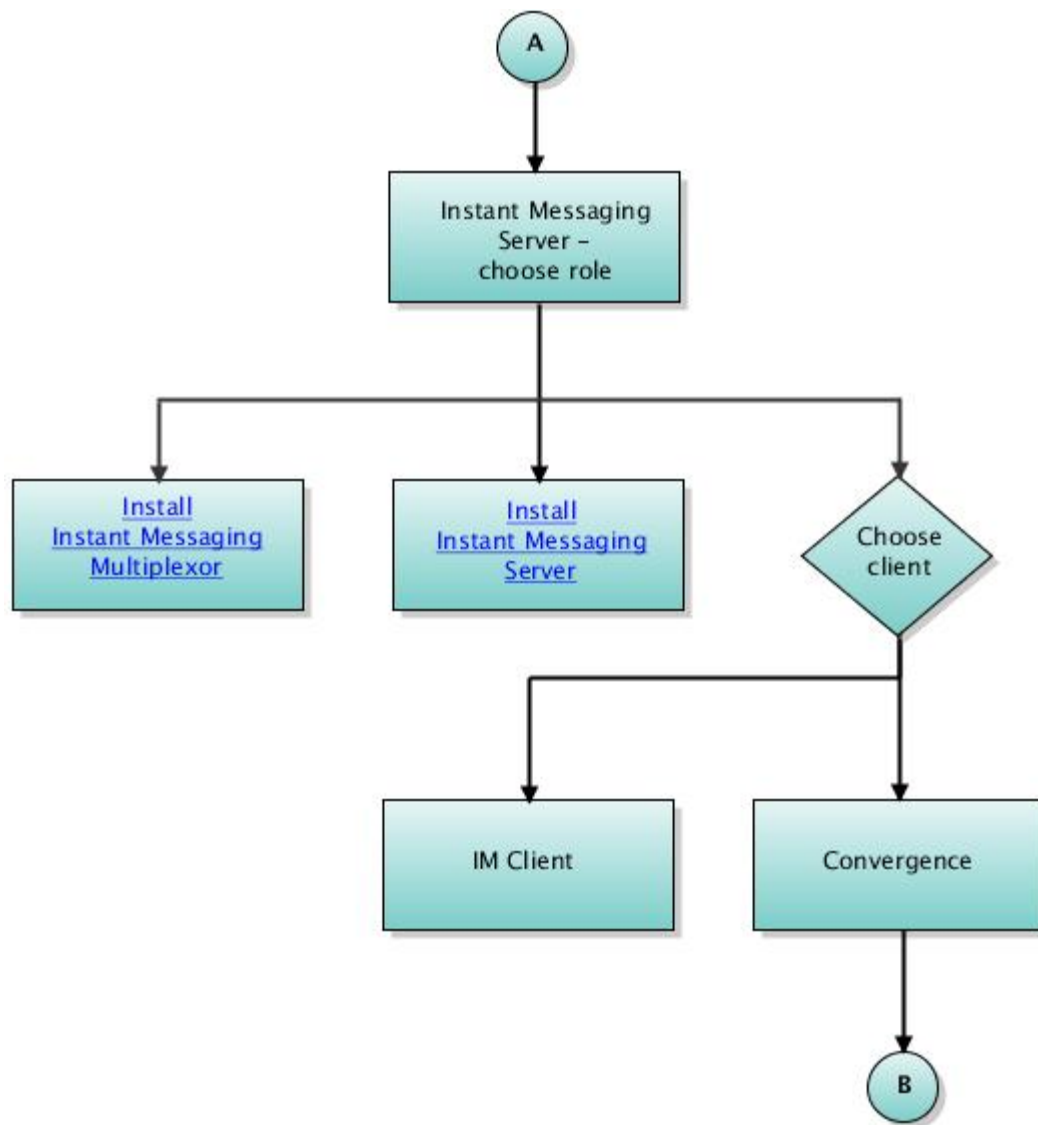 A
Instant Messaging
Server –
choose role
Install
Instant Messaging
Multiplexor
Install
Instant Messaging
Server
Choose
client
IM Client
Convergence
B